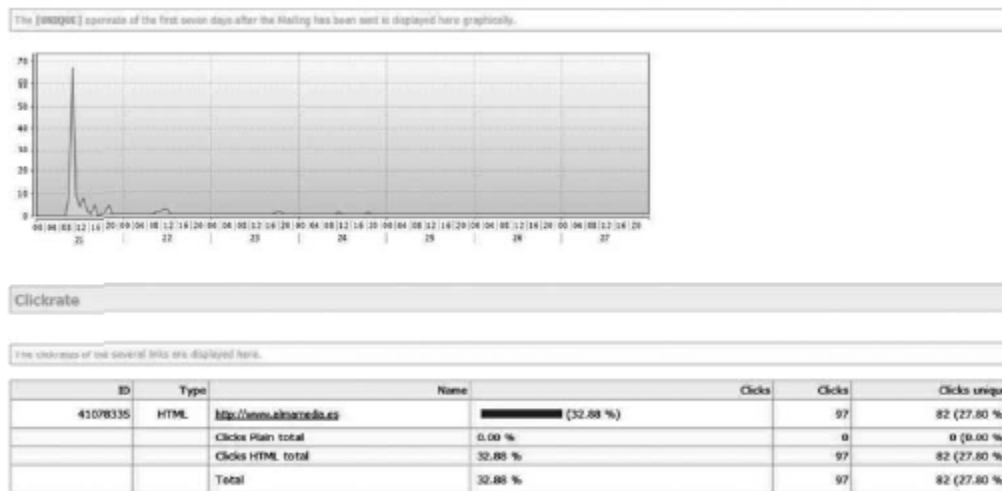 The [UNIQUE] openrate of the first seven days after the Mailing has been sent is displayed here graphically.
70
60
50
40
30
20
10
0
00|04|08|12|16|20|00|04|08|12|16|20|00|04|08|12|16|20|00|04|08|12|16|20|00|04|08|12|16|20|00|04|08|12|16|20|00|04|08|12|16|20
21 | 22 | 23 | 24 | 25 | 26 | 27
Clickrate
The clickrates of the several links are displayed here.
ID Type Name Clicks Clicks Clicks unique
41078335 HTML (32.88 %) 97 82 (27.80 %
Clicks Plain total 0.00 % 0 0 (0.00 %
Clicks HTML total 32.88 % 97 82 (27.80 %
Total 32.88 % 97 82 (27.80 %